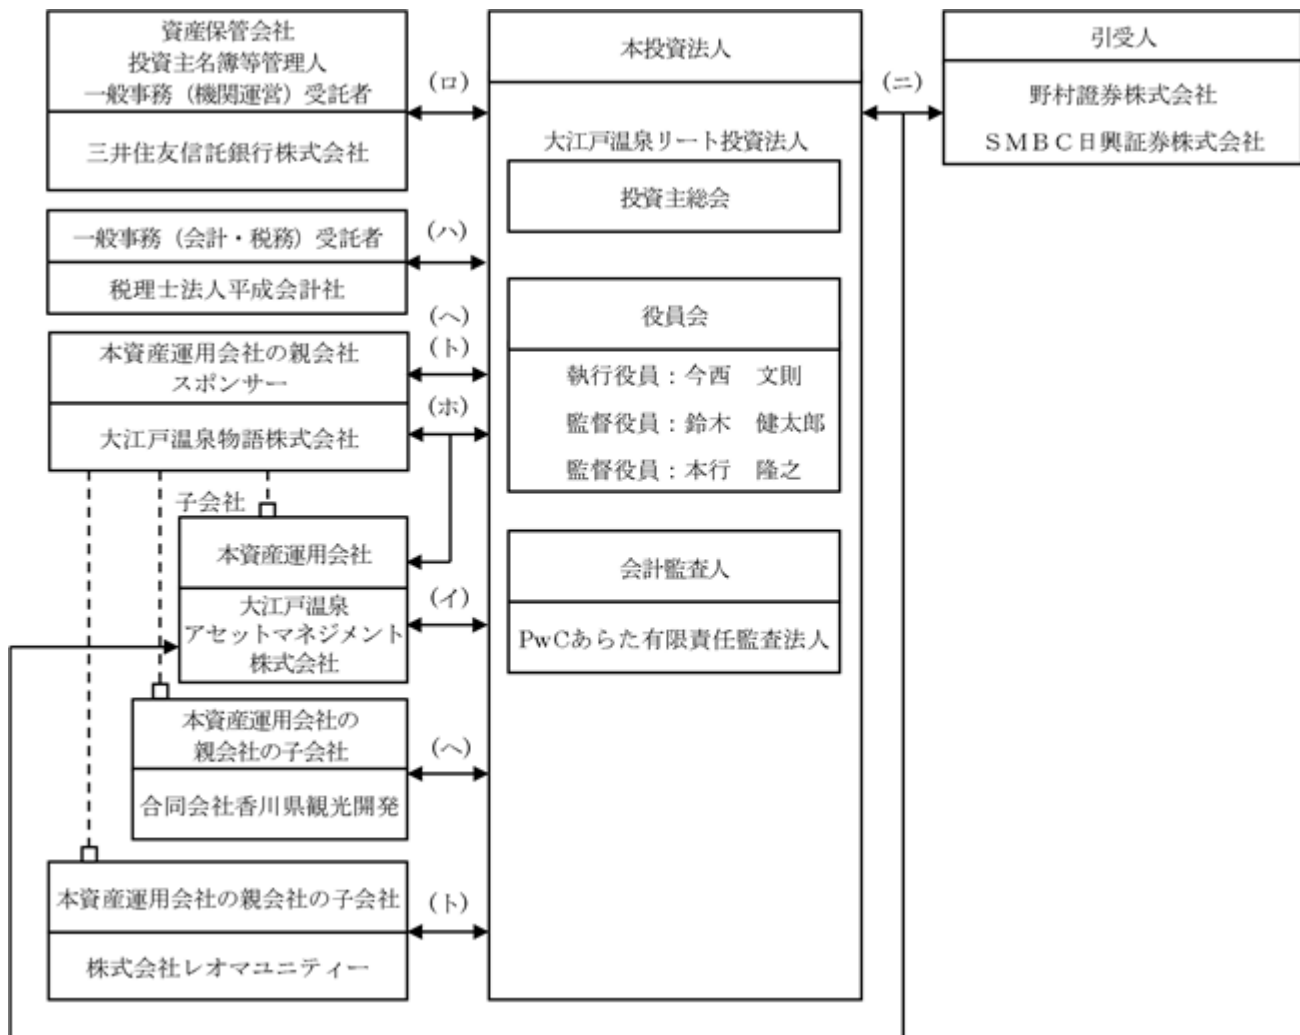 資産保管会社
投資主名簿等管理人
一般事務（機関運営）受託者
三井住友信託銀行株式会社
(ロ)
一般事務（会計・税務）受託者
税理士法人平成会計社
(ハ)
本資産運用会社の親会社
スポンサー
大江戸温泉物語株式会社
(ヘ)
(ト)
(ホ)
子会社
本資産運用会社
大江戸温泉
アセットマネジメント
株式会社
(イ)
本資産運用会社の
親会社の子会社
合同会社香川県観光開発
(ヘ)
本資産運用会社の親会社の子会社
株式会社レオマユニティー
(ト)
本投資法人
大江戸温泉リート投資法人
投資主総会
役員会
執行役員：今西　文則
監督役員：鈴木　健太郎
監督役員：本行　隆之
会計監査人
PwCあらた有限責任監査法人
(ニ)
引受人
野村證券株式会社
ＳＭＢＣ日興証券株式会社